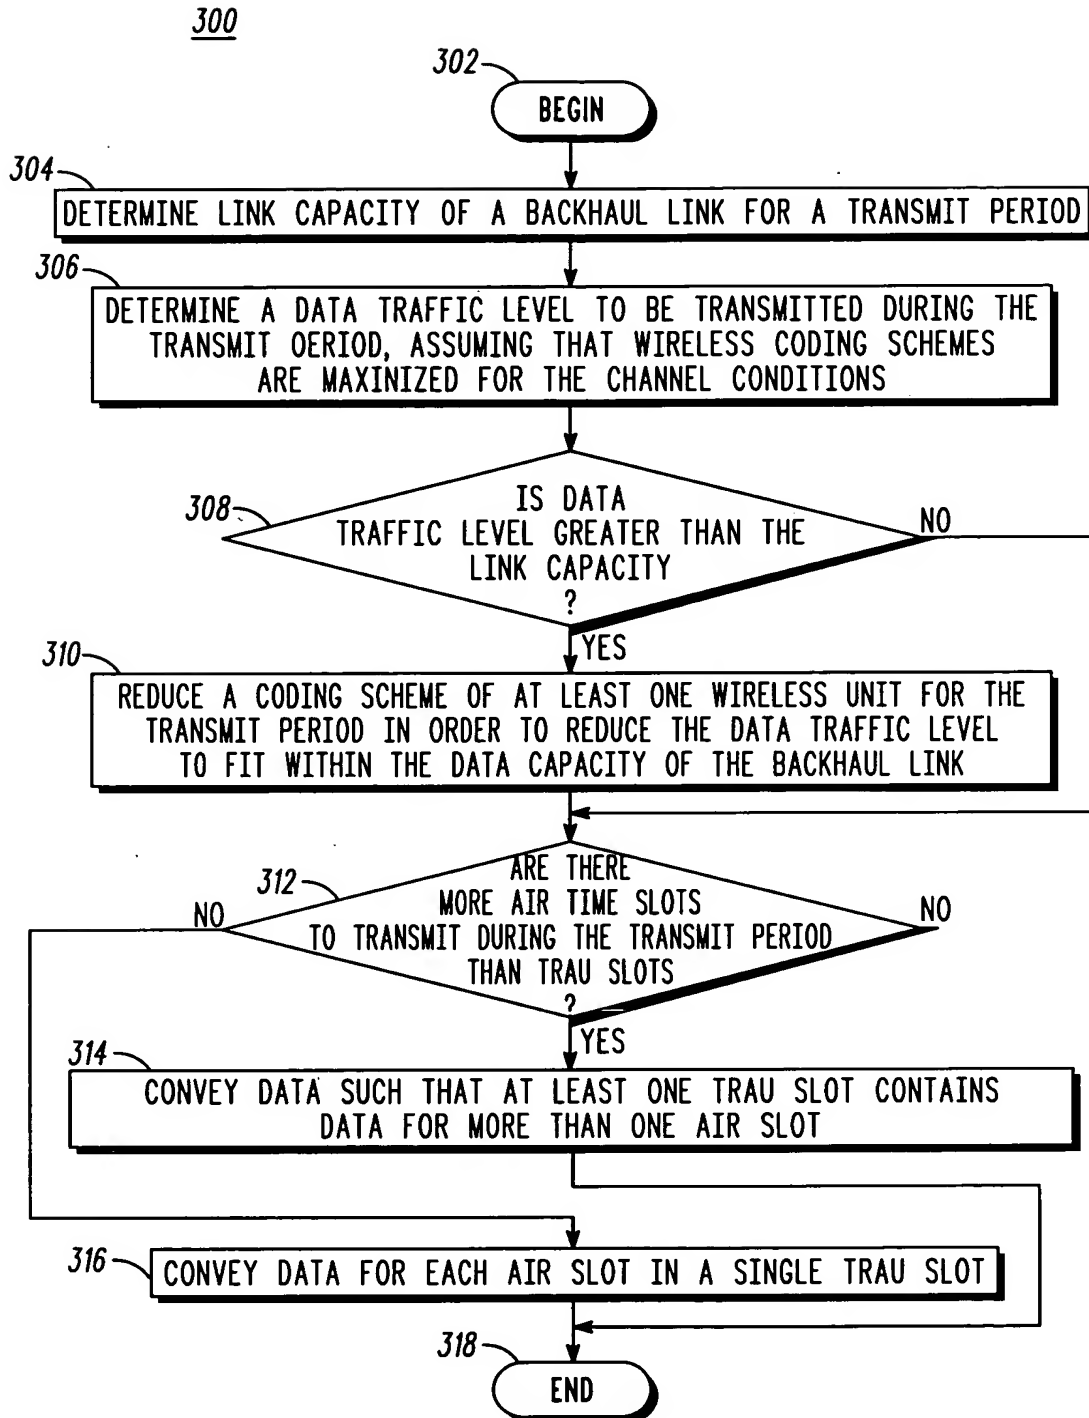 300
302
BEGIN
304
DETERMINE LINK CAPACITY OF A BACKHAUL LINK FOR A TRANSMIT PERIOD
306
DETERMINE A DATA TRAFFIC LEVEL TO BE TRANSMITTED DURING THE
TRANSMIT OERIOD, ASSUMING THAT WIRELESS CODING SCHEMES
ARE MAXINIZED FOR THE CHANNEL CONDITIONS
308
IS DATA
TRAFFIC LEVEL GREATER THAN THE
LINK CAPACITY
?
NO
YES
310
REDUCE A CODING SCHEME OF AT LEAST ONE WIRELESS UNIT FOR THE
TRANSMIT PERIOD IN ORDER TO REDUCE THE DATA TRAFFIC LEVEL
TO FIT WITHIN THE DATA CAPACITY OF THE BACKHAUL LINK
312
ARE THERE
MORE AIR TIME SLOTS
TO TRANSMIT DURING THE TRANSMIT PERIOD
THAN TRAU SLOTS
?
NO
NO
YES
314
CONVEY DATA SUCH THAT AT LEAST ONE TRAU SLOT CONTAINS
DATA FOR MORE THAN ONE AIR SLOT
316
CONVEY DATA FOR EACH AIR SLOT IN A SINGLE TRAU SLOT
318
END